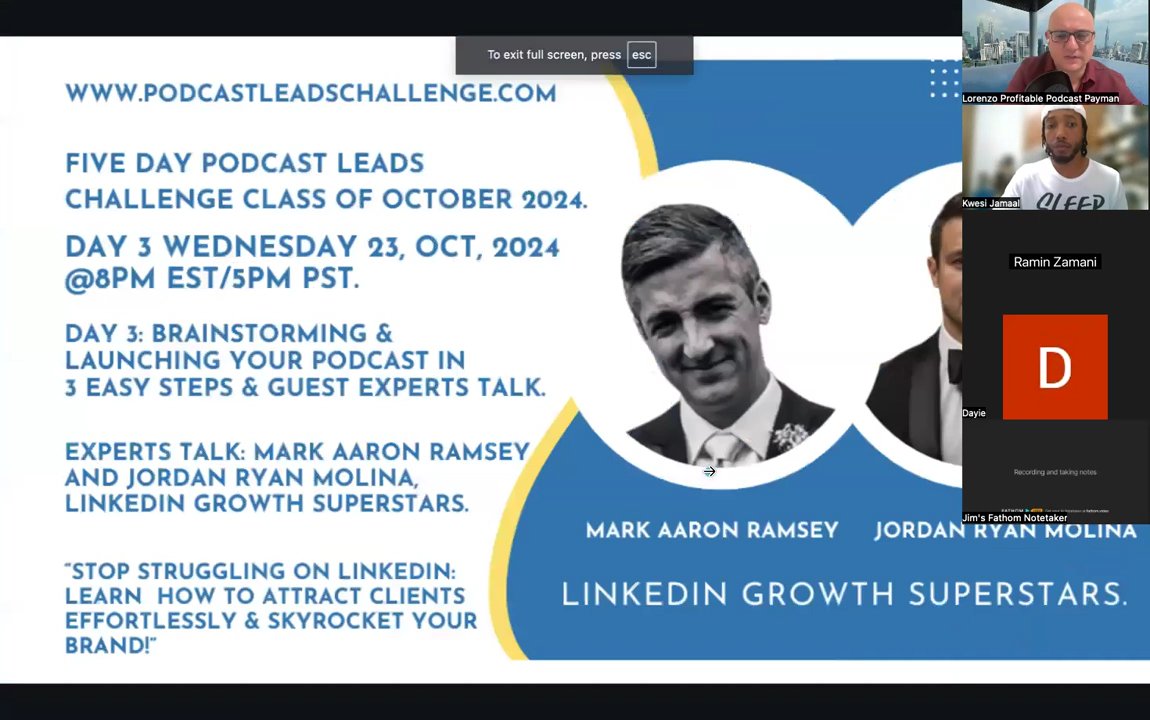 To exit full screen, press esc
WWW.PODCASTLEADSCHALLENGE.COM
FIVE DAY PODCAST LEADS
CHALLENGE CLASS OF OCTOBER 2024.
DAY 3 WEDNESDAY 23, OCT, 2024
@8PM EST/5PM PST.
DAY 3: BRAINSTORMING &
LAUNCHING YOUR PODCAST IN
3 EASY STEPS & GUEST EXPERTS TALK.
EXPERTS TALK: MARK AARON RAMSEY
AND JORDAN RYAN MOLINA,
LINKEDIN GROWTH SUPERSTARS.
"STOP STRUGGLING ON LINKEDIN:
LEARN HOW TO ATTRACT CLIENTS
EFFORTLESSLY & SKYROCKET YOUR
BRAND!"
MARK AARON RAMSEY
JORDAN RYAN MOLINA
LINKEDIN GROWTH SUPERSTARS.
Lorenzo Profitable Podcast Payman
SLEEP
Kwesi Jamaal
Ramin Zamani
D
Dayie
Recording and taking notes
FATHOM
Jim's Fathom Notetaker